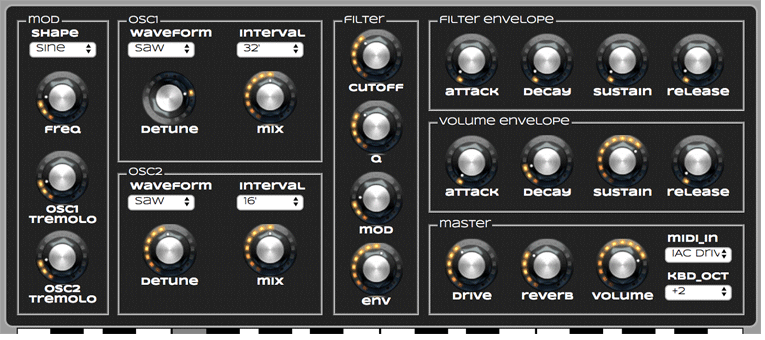 MOD
SHAPE
sine
Freq
OSC1
Tremolo
OSC2
Tremolo
OSC1
Waveform
saw
Interval
32'
Detune
Mix
OSC2
Waveform
saw
Interval
16'
Detune
Mix
Filter
Cutoff
Q
Mod
Env
Filter Envelope
Attack
Decay
Sustain
Release
Volume Envelope
Attack
Decay
Sustain
Release
Master
Drive
Reverb
Volume
MIDI_IN
IAC Driv
KBD_OCT
+2